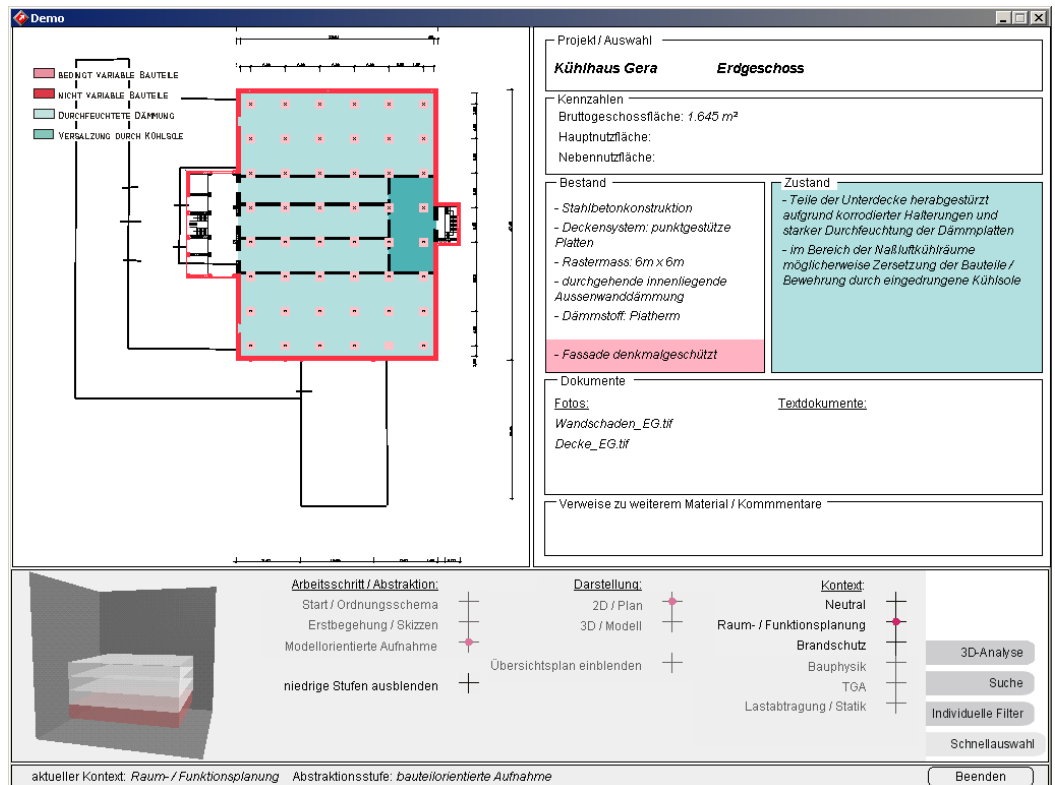 Demo
BEDINGT VARIABLE BAUTEILE
NICHT VARIABLE BAUTEILE
DURCHFEUCHTETE DÄMMUNG
VERSALZUNG DURCH KÜHLSOLE
Projekt / Auswahl
Kühlhaus Gera Erdgeschoss
Kennzahlen
Bruttogeschossfläche: 1.645 m²
Hauptnutzfläche:
Nebennutzfläche:
Bestand
- Stahlbetonkonstruktion
- Deckensystem: punktgestütze
Platten
- Rastermass: 6m x 6m
- durchgehende innenliegende
Aussenwanddämmung
- Dämmstoff: Platherm
- Fassade denkmalgeschützt
Zustand
- Teile der Unterdecke herabgestürzt
aufgrund korrodierter Halterungen und
starker Durchfeuchtung der Dämmplatten
- im Bereich der Naßluftkühlräume
möglicherweise Zersetzung der Bauteile /
Bewehrung durch eingedrungene Kühlsole
Dokumente
Fotos: Textdokumente:
Wandschaden_EG.tif
Decke_EG.tif
Verweise zu weiterem Material / Kommmentare
Arbeitsschritt / Abstraktion:
Start / Ordnungsschema
Erstbegehung / Skizzen
Modellorientierte Aufnahme
niedrige Stufen ausblenden
Darstellung:
2D / Plan
3D / Modell
Übersichtsplan einblenden
Kontext:
Neutral
Raum- / Funktionsplanung
Brandschutz
Bauphysik
TGA
Lastabtragung / Statik
3D-Analyse
Suche
Individuelle Filter
Schnellauswahl
aktueller Kontext: Raum- / Funktionsplanung Abstraktionsstufe: bauteilorientierte Aufnahme
Beenden